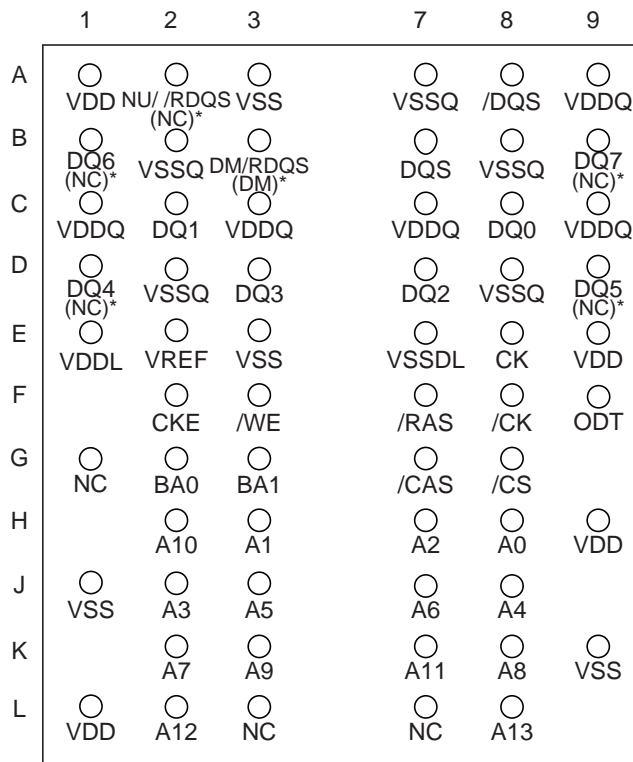 1 2 3 7 8 9
A
VDD NU/ /RDQS VSS VSSQ /DQS VDDQ
(NC)*
B
DQ6 VSSQ DM/RDQS DQS VSSQ DQ7
(NC)* (DM)* (NC)*
C
VDDQ DQ1 VDDQ VDDQ DQ0 VDDQ
D
DQ4 VSSQ DQ3 DQ2 VSSQ DQ5
(NC)* (NC)*
E
VDDL VREF VSS VSSDL CK VDD
F
CKE /WE /RAS /CK ODT
G
NC BA0 BA1 /CAS /CS
H
A10 A1 A2 A0 VDD
J
VSS A3 A5 A6 A4
K
A7 A9 A11 A8 VSS
L
VDD A12 NC NC A13